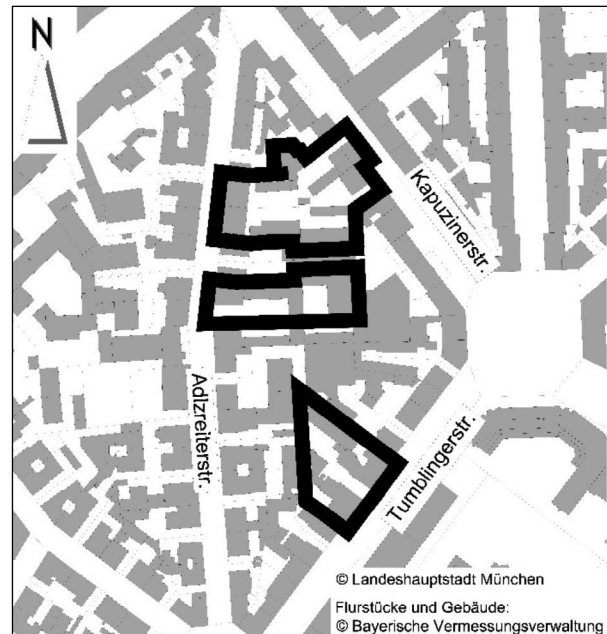 N
Kapuzinerstr.
Adlzreiterstr.
Tumblingerstr.
© Landeshauptstadt München
Flurstücke und Gebäude:
© Bayerische Vermessungsverwaltung